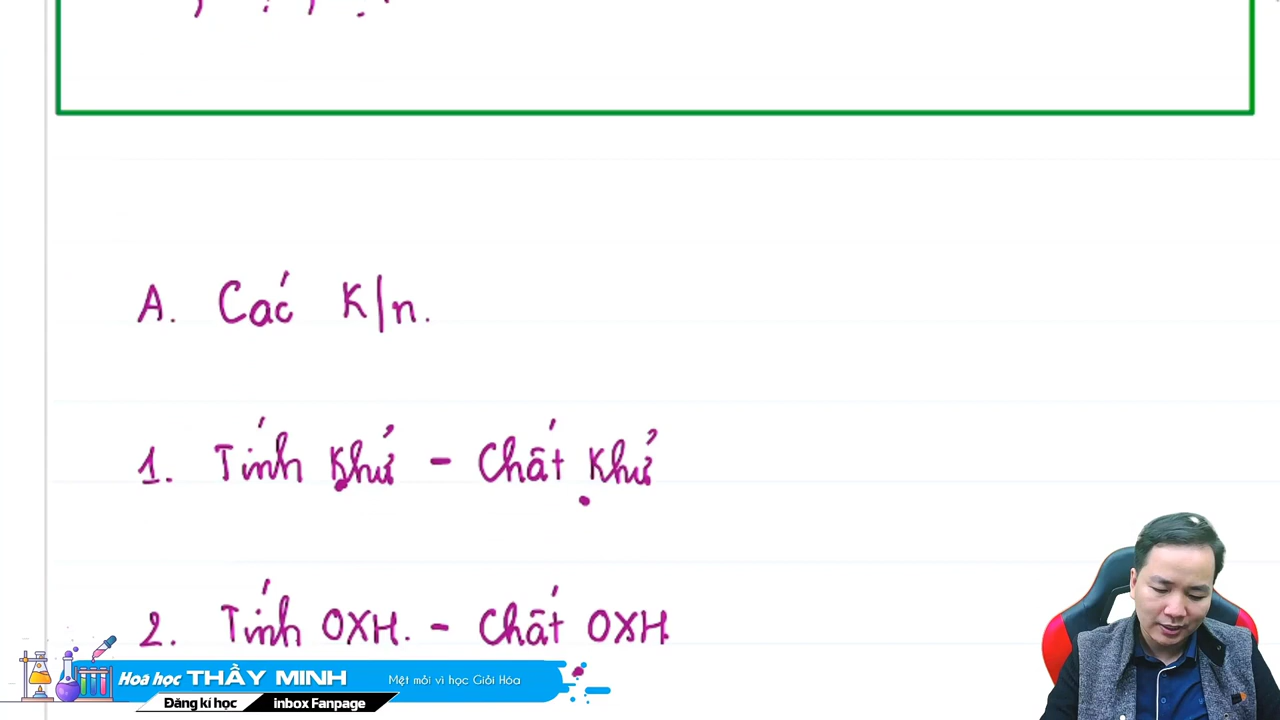 A. Các K/n.
1. Tính Khử - Chất Khử
2. Tính OXH. - Chất OXH
Hoá học THẦY MINH
Mệt mỏi vì học Giỏi Hóa
Đăng kí học
inbox Fanpage